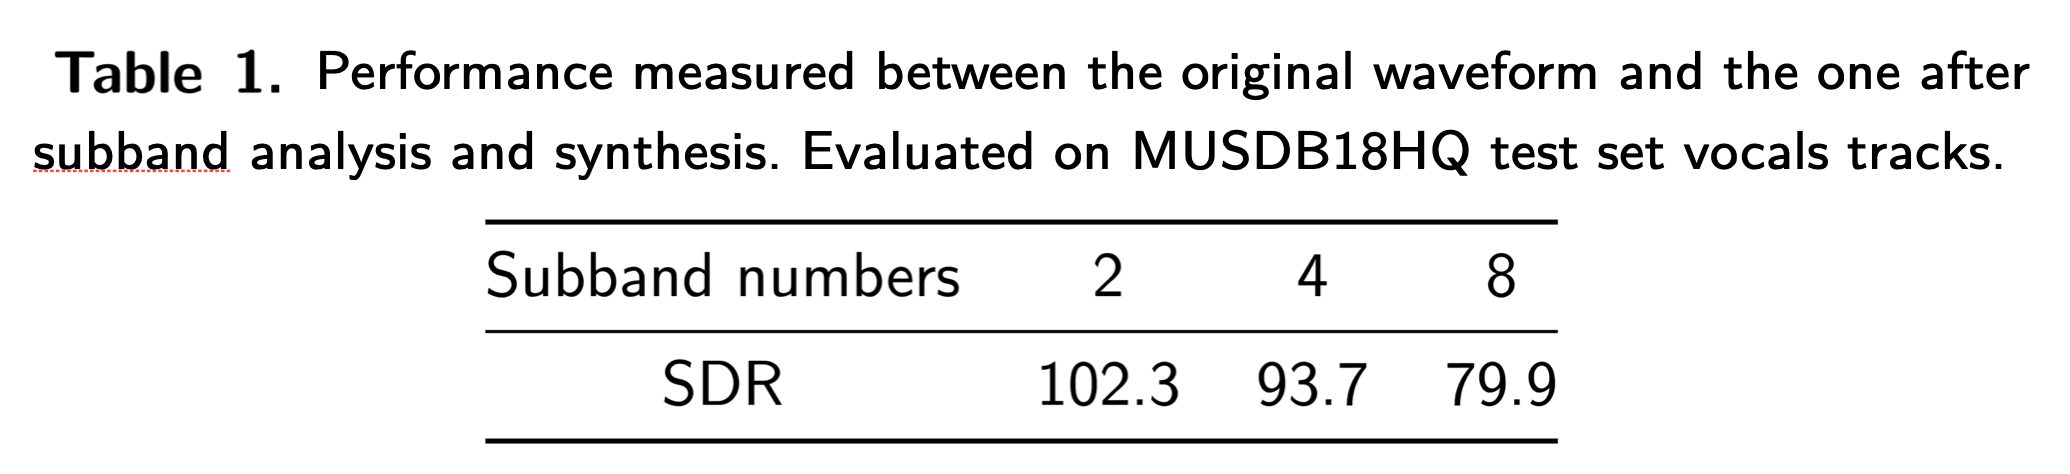 Table 1. Performance measured between the original waveform and the one after
subband analysis and synthesis. Evaluated on MUSDB18HQ test set vocals tracks.
Subband numbers 2 4 8
SDR 102.3 93.7 79.9